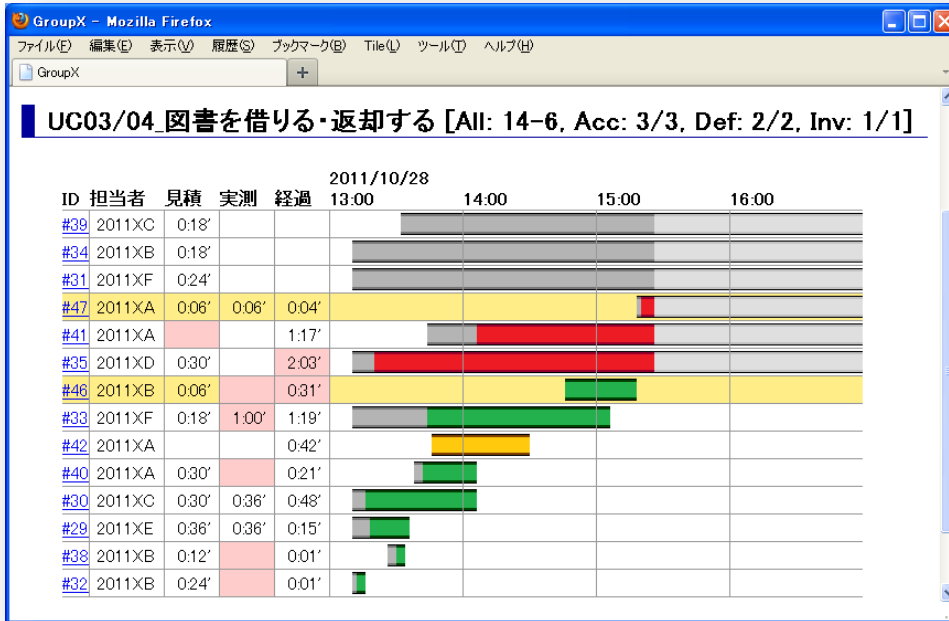 GroupX - Mozilla Firefox
ファイル(F) 編集(E) 表示(V) 履歴(S) ブックマーク(B) Tile(L) ツール(T) ヘルプ(H)
GroupX +
UC03/04_図書を借りる・返却する [All: 14-6, Acc: 3/3, Def: 2/2, Inv: 1/1]
2011/10/28
ID 担当者 見積 実測 経過 13:00 14:00 15:00 16:00
#39 2011XC 0:18'
#34 2011XB 0:18'
#31 2011XF 0:24'
#47 2011XA 0:06' 0:06' 0:04'
#41 2011XA 1:17'
#35 2011XD 0:30' 2:03'
#46 2011XB 0:06' 0:31'
#33 2011XF 0:18' 1:00' 1:19'
#42 2011XA 0:42'
#40 2011XA 0:30' 0:21'
#30 2011XC 0:30' 0:36' 0:48'
#29 2011XE 0:36' 0:36' 0:15'
#38 2011XB 0:12' 0:01'
#32 2011XB 0:24' 0:01'